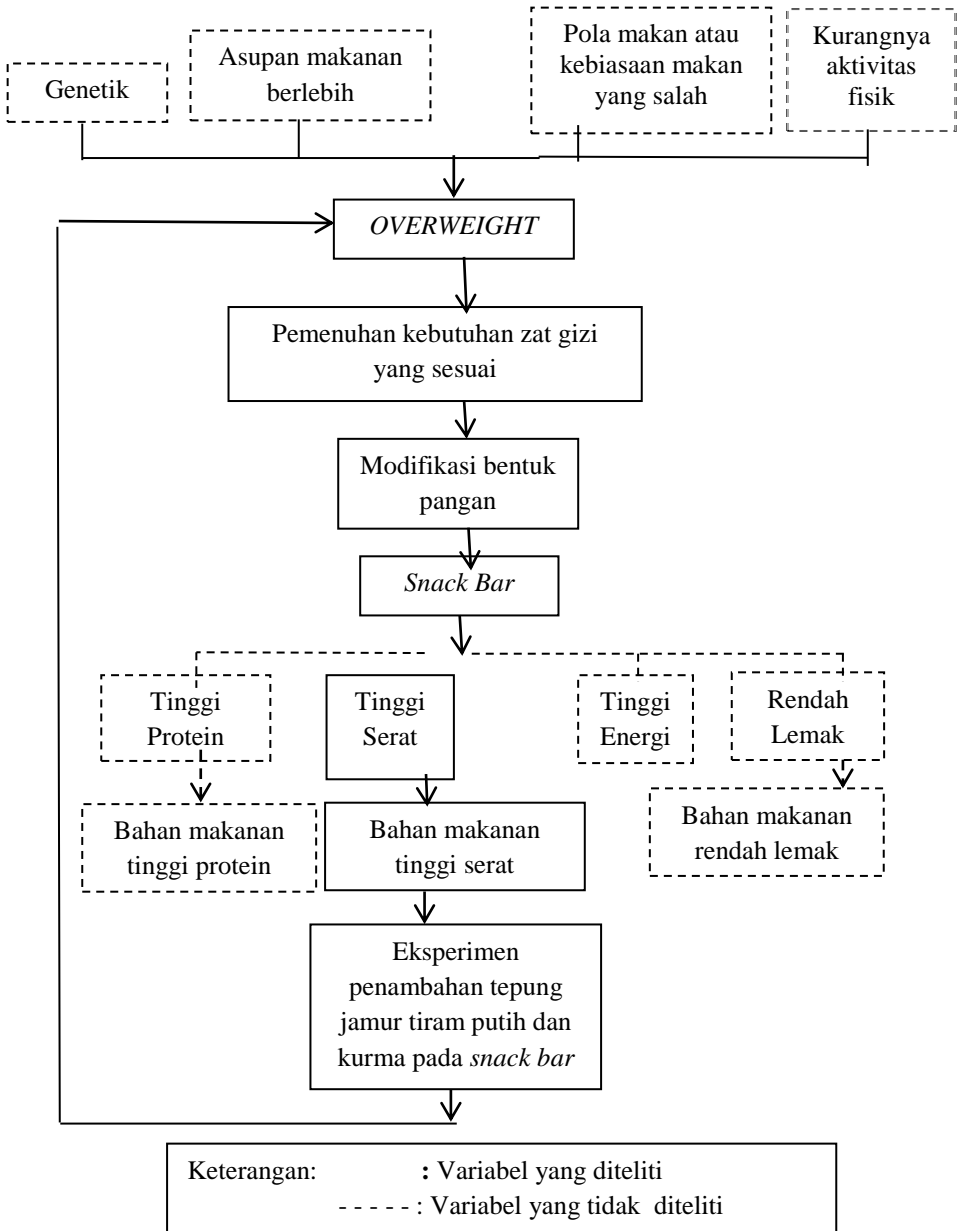 Genetik
Asupan makanan
berlebih
Pola makan atau
kebiasaan makan
yang salah
Kurangnya
aktivitas
fisik
OVERWEIGHT
Pemenuhan kebutuhan zat gizi
yang sesuai
Modifikasi bentuk
pangan
Snack Bar
Tinggi
Protein
Tinggi
Serat
Tinggi
Energi
Rendah
Lemak
Bahan makanan
tinggi protein
Bahan makanan
tinggi serat
Bahan makanan
rendah lemak
Eksperimen
penambahan tepung
jamur tiram putih dan
kurma pada snack bar
Keterangan: : Variabel yang diteliti
- - - - - : Variabel yang tidak diteliti